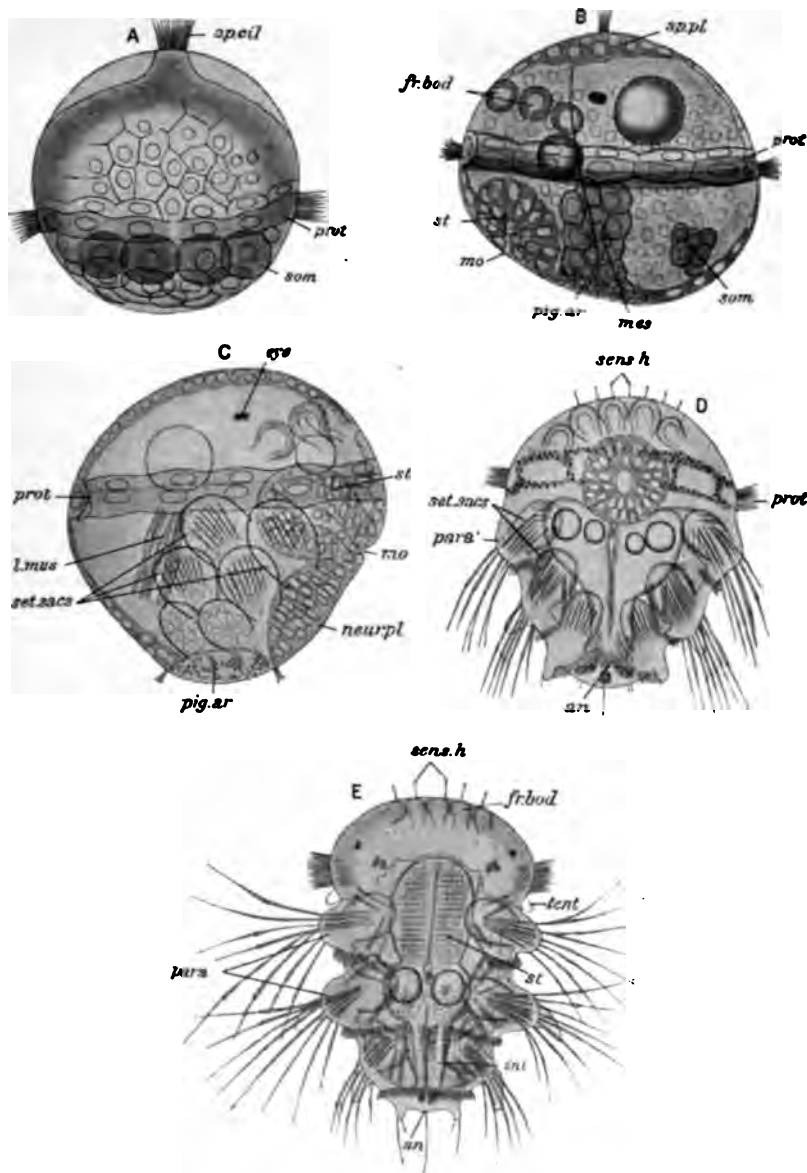 A
sp.cil
prot
som
B
sp.pl
fr.bod
prot
st
mo
pig.ar
mes
som
C
eye
prot
st
l.mus
mo
set.sacs
neur.pl
pig.ar
sens h
D
set.sacs
prot
para
an
sens.h
E
fr.bod
tent
para
st
int
an